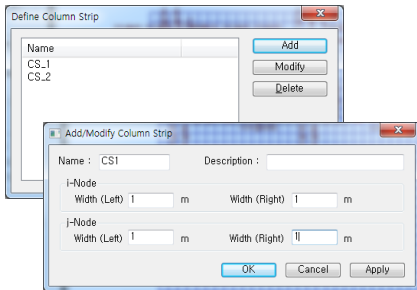 Define Column Strip
Name
Add
CS_1
Modify
CS_2
Delete
Add/Modify Column Strip
Name : CS1 Description :
i-Node
Width (Left) 1 m Width (Right) 1 m
j-Node
Width (Left) 1 m Width (Right) 1 m
OK Cancel Apply